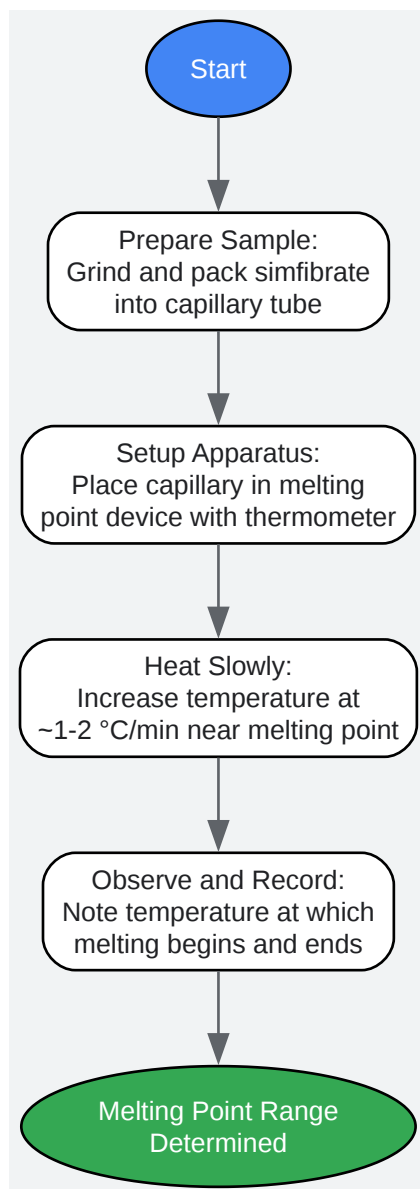 Start
Prepare Sample:
Grind and pack simfibrate
into capillary tube
Setup Apparatus:
Place capillary in melting
point device with thermometer
Heat Slowly:
Increase temperature at
~1-2 °C/min near melting point
Observe and Record:
Note temperature at which
melting begins and ends
Melting Point Range
Determined